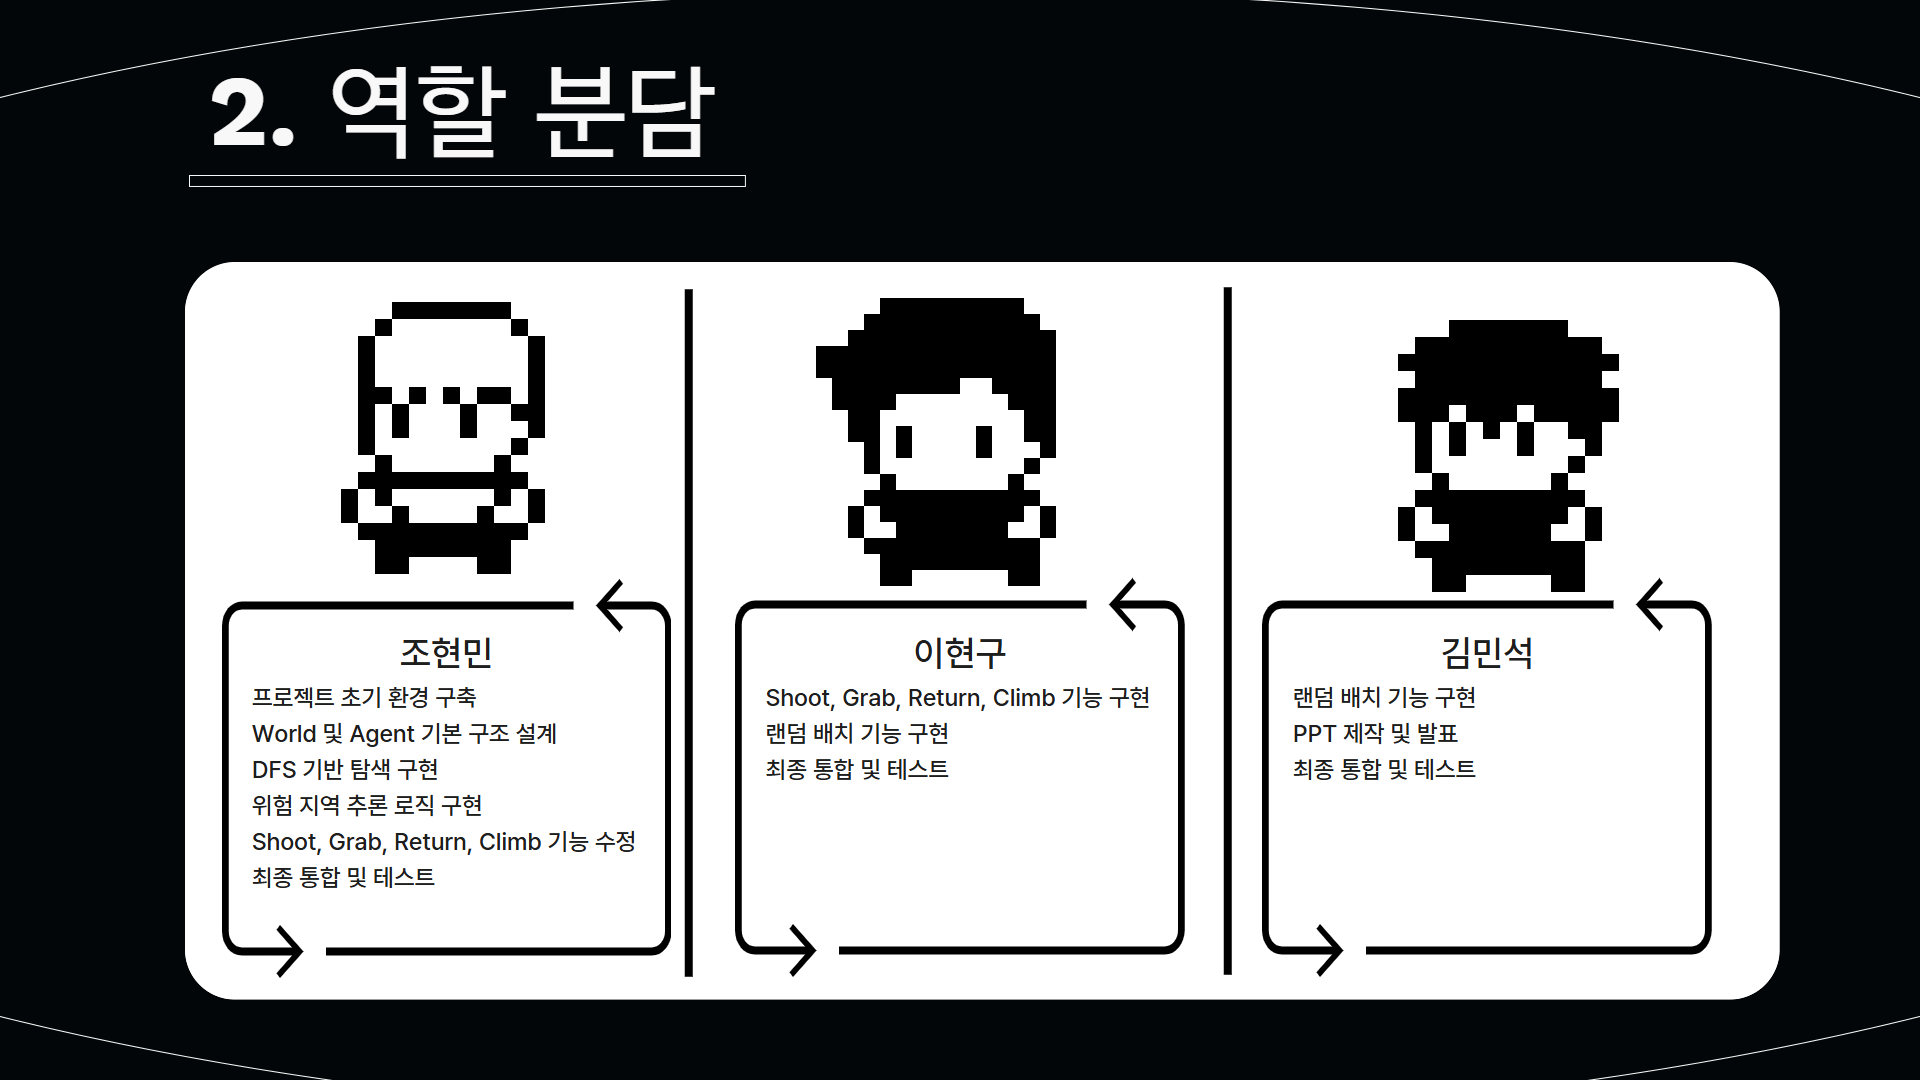 2. 역할 분담
조현민
프로젝트 초기 환경 구축
World 및 Agent 기본 구조 설계
DFS 기반 탐색 구현
위험 지역 추론 로직 구현
Shoot, Grab, Return, Climb 기능 수정
최종 통합 및 테스트
이현구
Shoot, Grab, Return, Climb 기능 구현
랜덤 배치 기능 구현
최종 통합 및 테스트
김민석
랜덤 배치 기능 구현
PPT 제작 및 발표
최종 통합 및 테스트